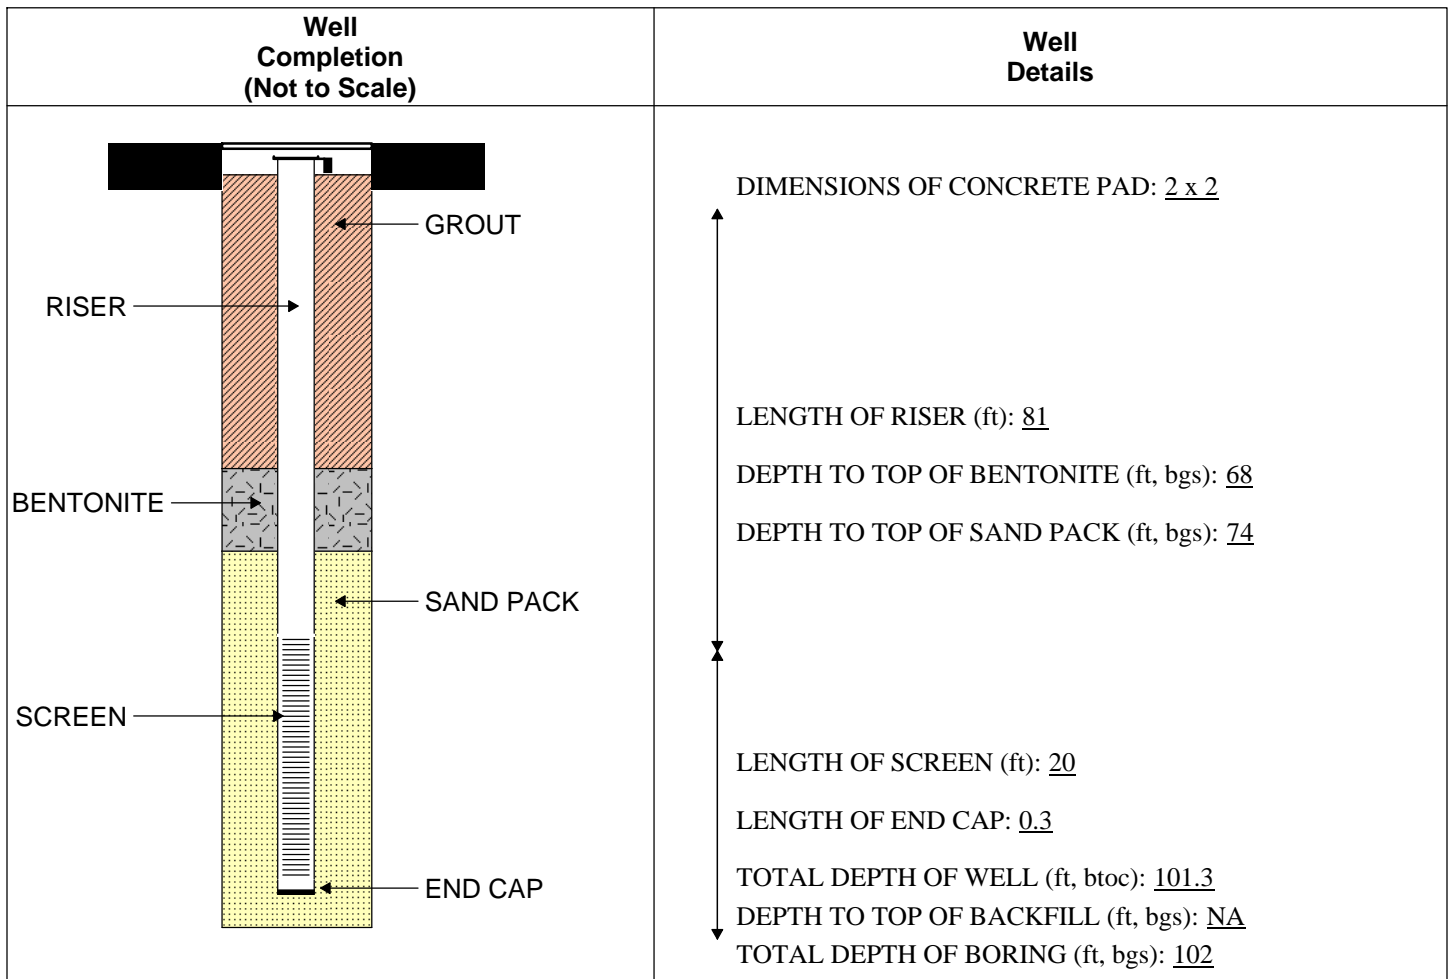 Well
Completion
(Not to Scale)
Well
Details
GROUT
RISER
BENTONITE
SAND PACK
SCREEN
END CAP
DIMENSIONS OF CONCRETE PAD: 2 x 2
LENGTH OF RISER (ft): 81
DEPTH TO TOP OF BENTONITE (ft, bgs): 68
DEPTH TO TOP OF SAND PACK (ft, bgs): 74
LENGTH OF SCREEN (ft): 20
LENGTH OF END CAP: 0.3
TOTAL DEPTH OF WELL (ft, btoc): 101.3
DEPTH TO TOP OF BACKFILL (ft, bgs): NA
TOTAL DEPTH OF BORING (ft, bgs): 102